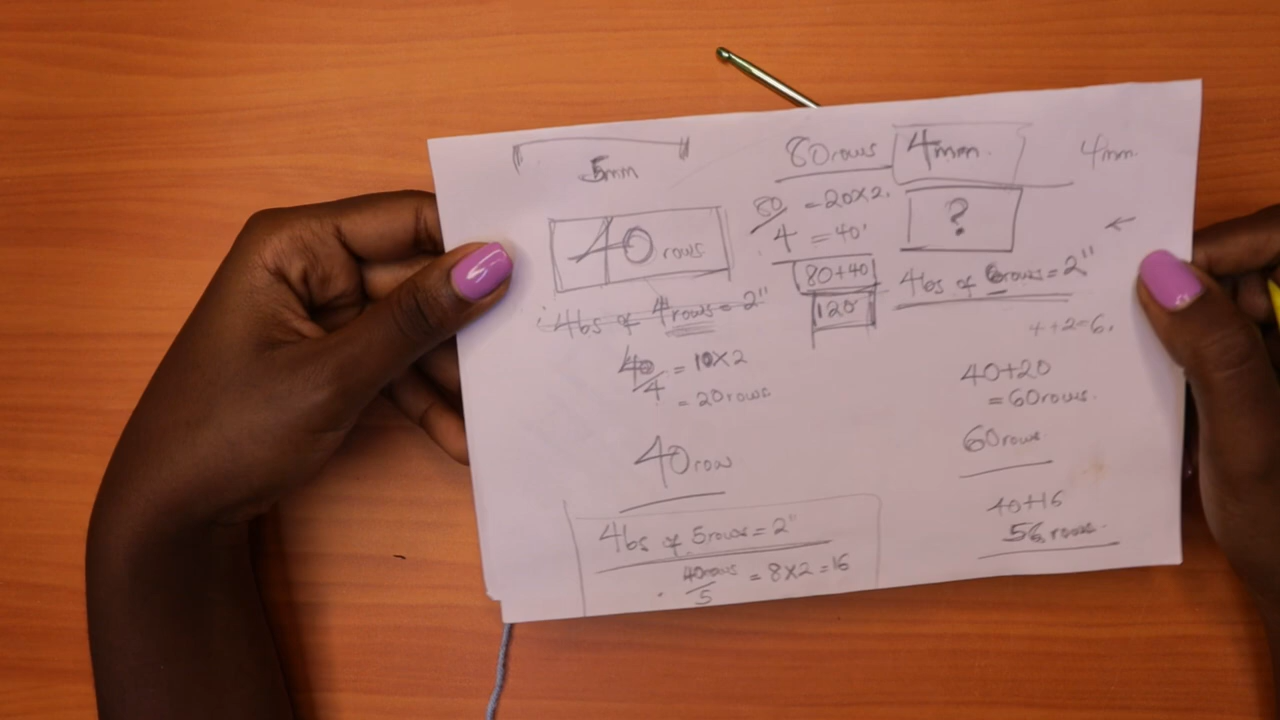 5mm
40 rows
4bs of 4rows = 2"
40/4 = 10x2
= 20rows
40row
4bs of 5rows = 2"
40rows/5 = 8x2 = 16
80rows
4mm.
80/4 = 20x2.
= 40'
80+40
120
?
4mm.
4bs of 6rows = 2"
++2=6.
40+20
= 60rows.
60rows
40+16
56 rows.